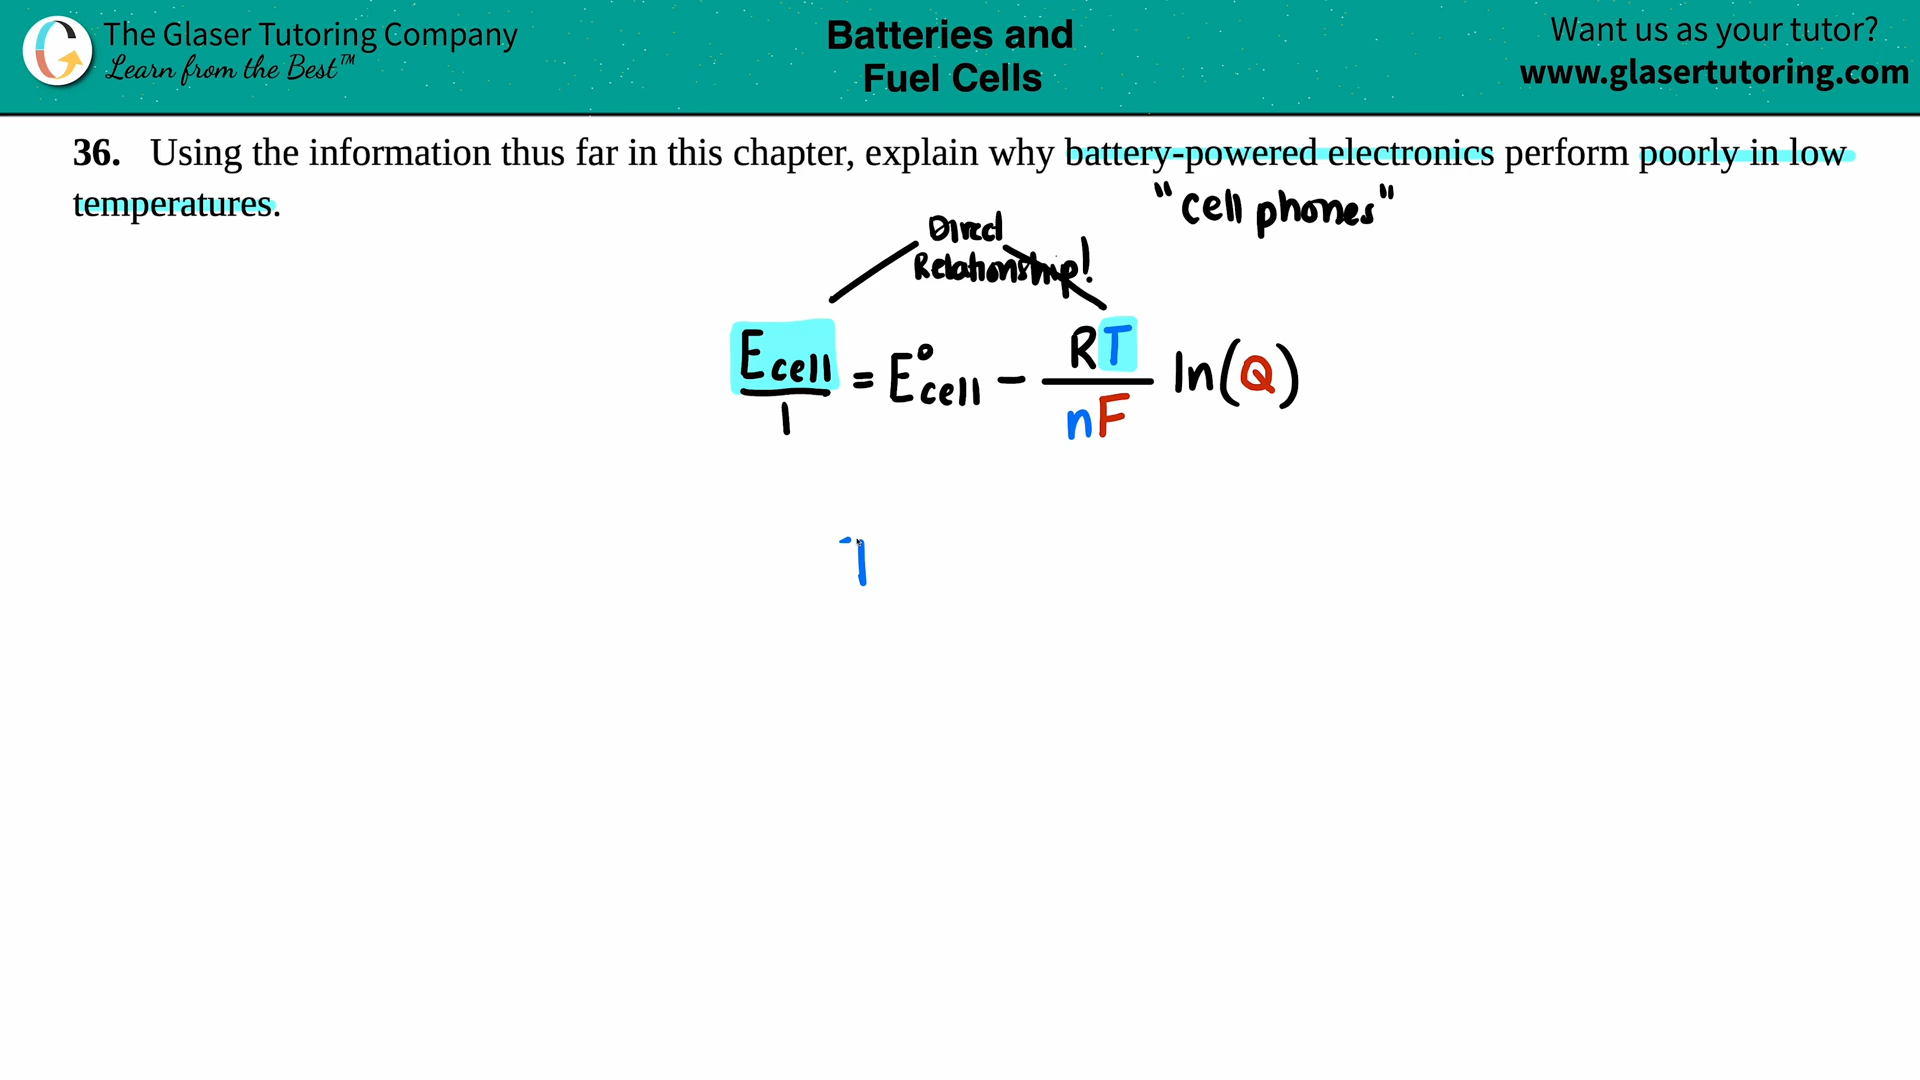 The Glaser Tutoring Company
Learn from the Best™
Batteries and
Fuel Cells
Want us as your tutor?
www.glasertutoring.com
36. Using the information thus far in this chapter, explain why battery-powered electronics perform poorly in low
temperatures.
"cell phones"
Direct
Relationship!
Ecell/1 = E°cell − RT/nF ln(Q)
T